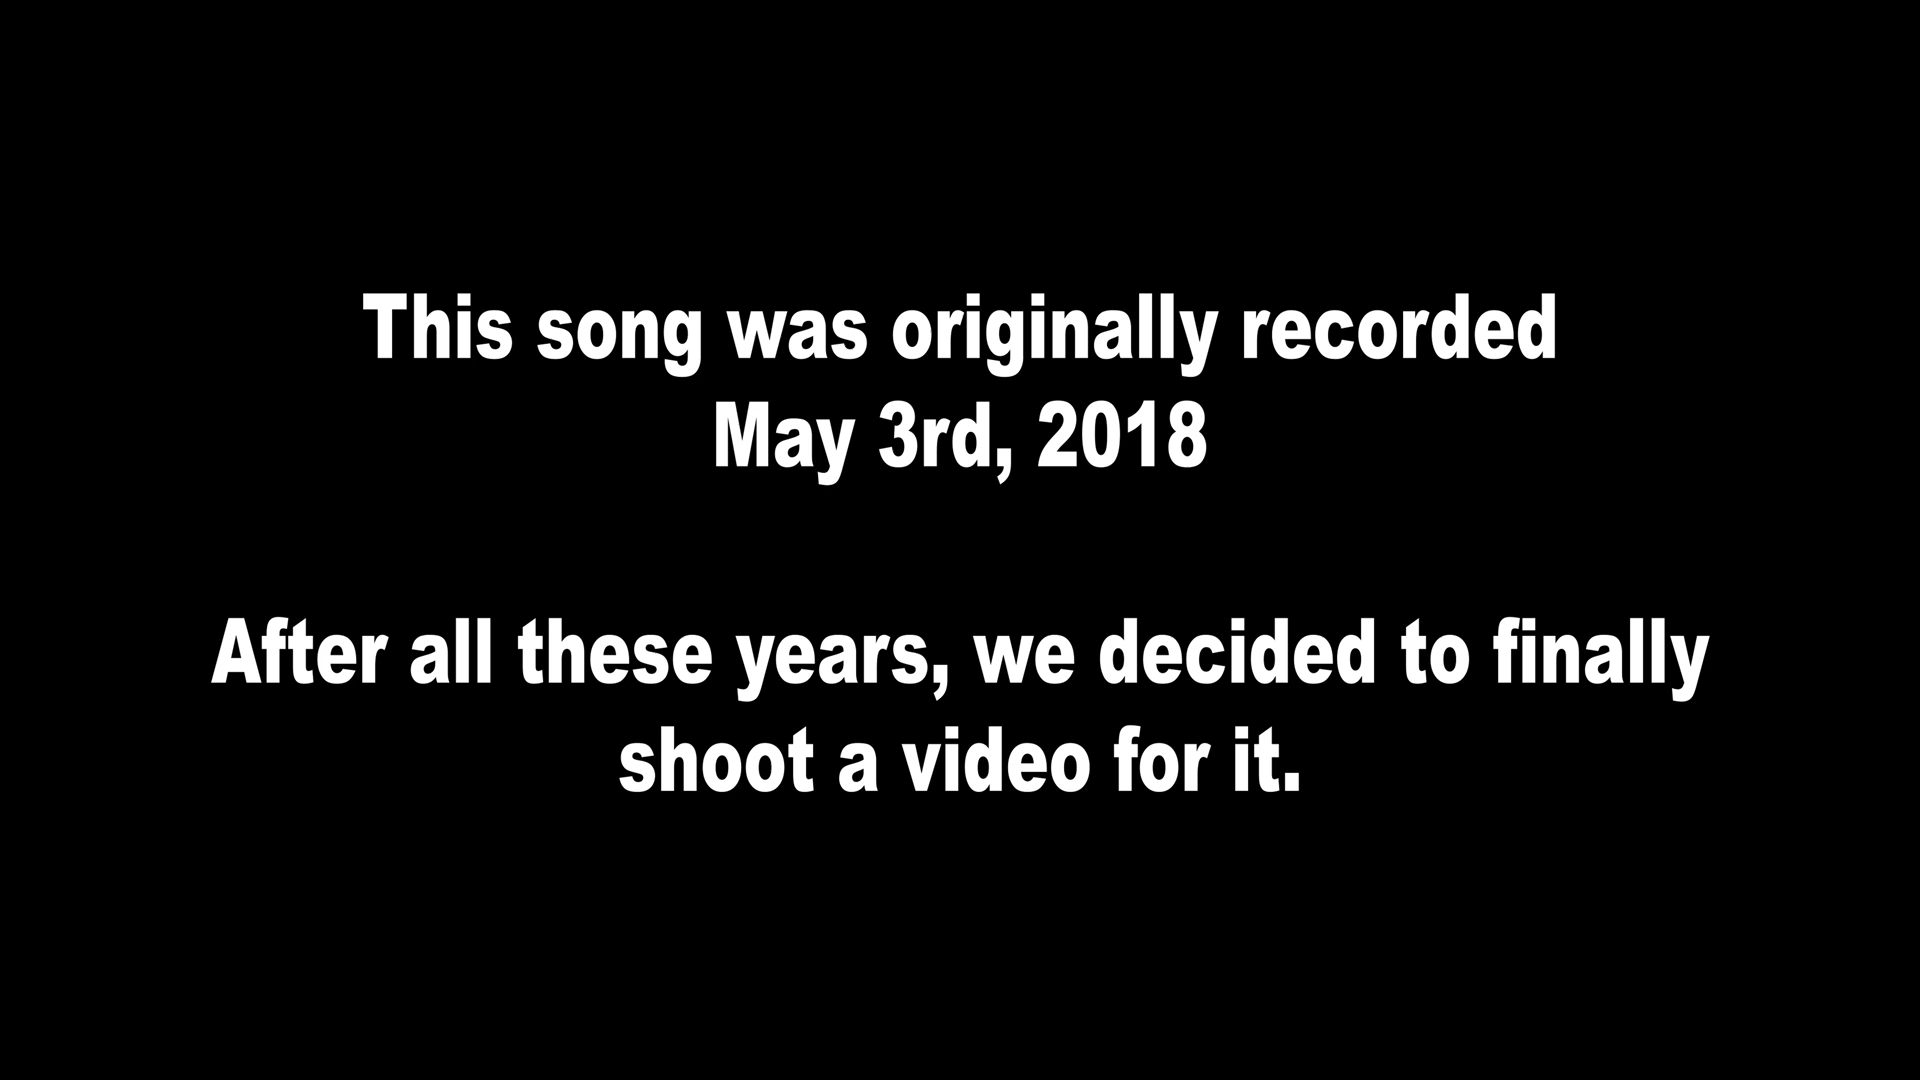 This song was originally recorded
May 3rd, 2018
After all these years, we decided to finally
shoot a video for it.